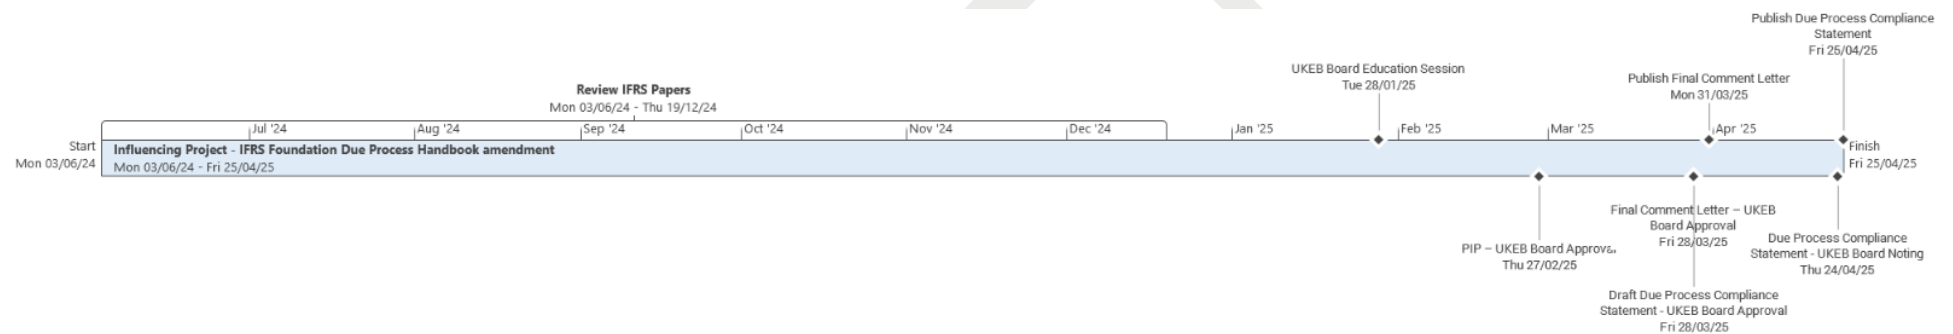 Publish Due Process Compliance
Statement
Fri 25/04/25
UKEB Board Education Session
Tue 28/01/25
Publish Final Comment Letter
Mon 31/03/25
Review IFRS Papers
Mon 03/06/24 - Thu 19/12/24
Jul '24
Aug '24
Sep '24
Oct '24
Nov '24
Dec '24
Jan '25
Feb '25
Mar '25
Apr '25
Start
Mon 03/06/24
Influencing Project - IFRS Foundation Due Process Handbook amendment
Mon 03/06/24 - Fri 25/04/25
Finish
Fri 25/04/25
Final Comment Letter – UKEB
Board Approval
Fri 28/03/25
PIP – UKEB Board Approval
Thu 27/02/25
Due Process Compliance
Statement - UKEB Board Noting
Thu 24/04/25
Draft Due Process Compliance
Statement - UKEB Board Approval
Fri 28/03/25